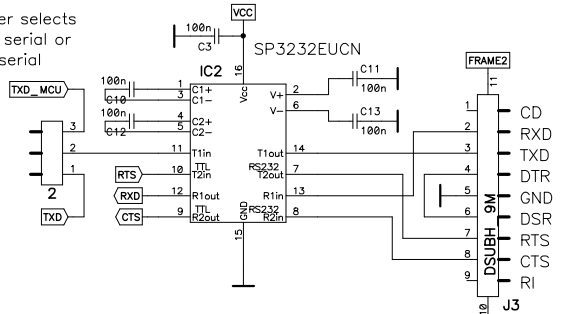 er selects
serial or
serial
VCC
100n
C3
SP3232EUCN
IC2
16
Vcc
TXD_MCU
100n
C10
1 C1+
3 C1-
100n
C12
4 C2+
5 C2-
V+ 2
V- 6
C11
100n
C13
100n
3
2
1
2
TXD
11 T1in
T1out 14
RTS 10 TTL T2in
RS232 T2out 7
RXD 12 R1out
R1in 13
CTS 9 TTL R2out
RS232 R2in 8
GND
15
FRAME2
11
1 CD
2 RXD
3 TXD
4 DTR
5 GND
6 DSR
7 RTS
8 CTS
9 RI
DSUBH 9M
10
J3